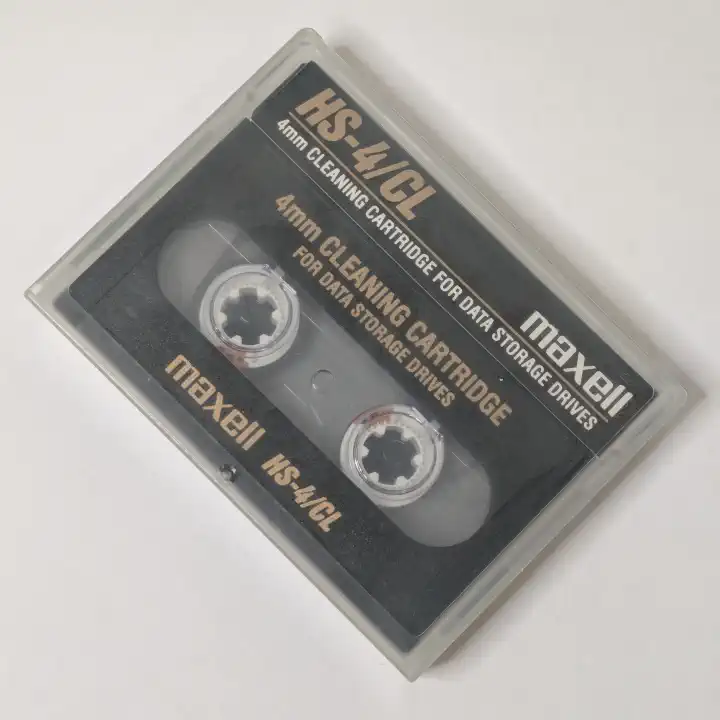 HS-4/CL
maxell
4mm CLEANING CARTRIDGE FOR DATA STORAGE DRIVES
4mm CLEANING CARTRIDGE
FOR DATA STORAGE DRIVES
maxell HS-4/CL